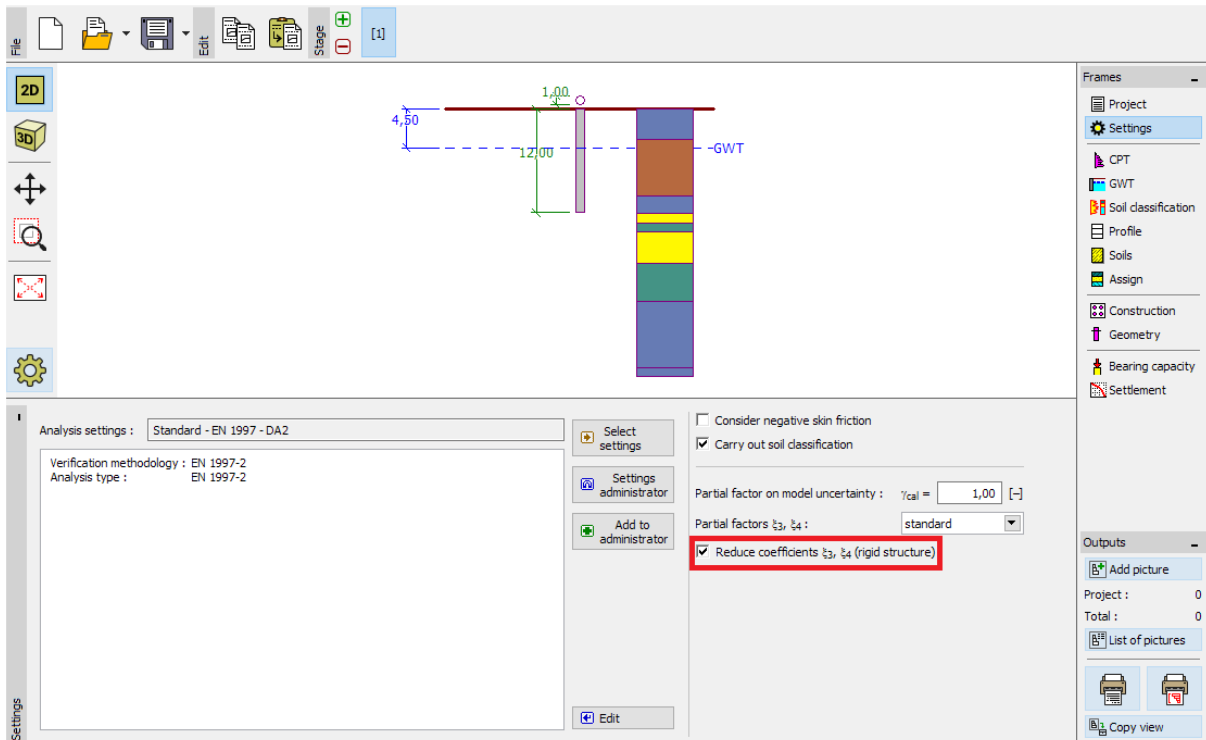 File
Edit
Stage
[1]
2D
3D
1,00
4,50
12,00
GWT
Frames
Project
Settings
CPT
GWT
Soil classification
Profile
Soils
Assign
Construction
Geometry
Bearing capacity
Settlement
Settings
Analysis settings : Standard - EN 1997 - DA2
Verification methodology : EN 1997-2
Analysis type : EN 1997-2
Select
settings
Settings
administrator
Add to
administrator
Edit
Consider negative skin friction
Carry out soil classification
Partial factor on model uncertainty : γcal = 1,00 [–]
Partial factors ξ3, ξ4 : standard
Reduce coefficients ξ3, ξ4 (rigid structure)
Outputs
Add picture
Project : 0
Total : 0
List of pictures
Copy view